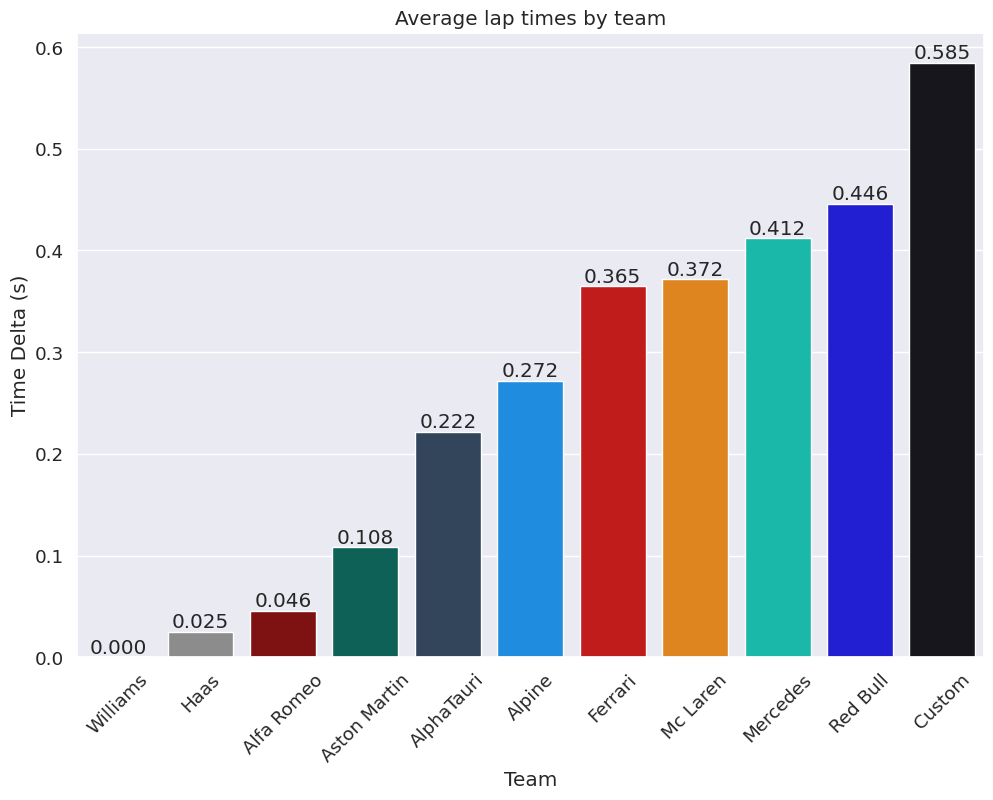 Average lap times by team
Time Delta (s)
0.6
0.5
0.4
0.3
0.2
0.1
0.0
0.000
0.025
0.046
0.108
0.222
0.272
0.365
0.372
0.412
0.446
0.585
Williams
Haas
Alfa Romeo
Aston Martin
AlphaTauri
Alpine
Ferrari
Mc Laren
Mercedes
Red Bull
Custom
Team